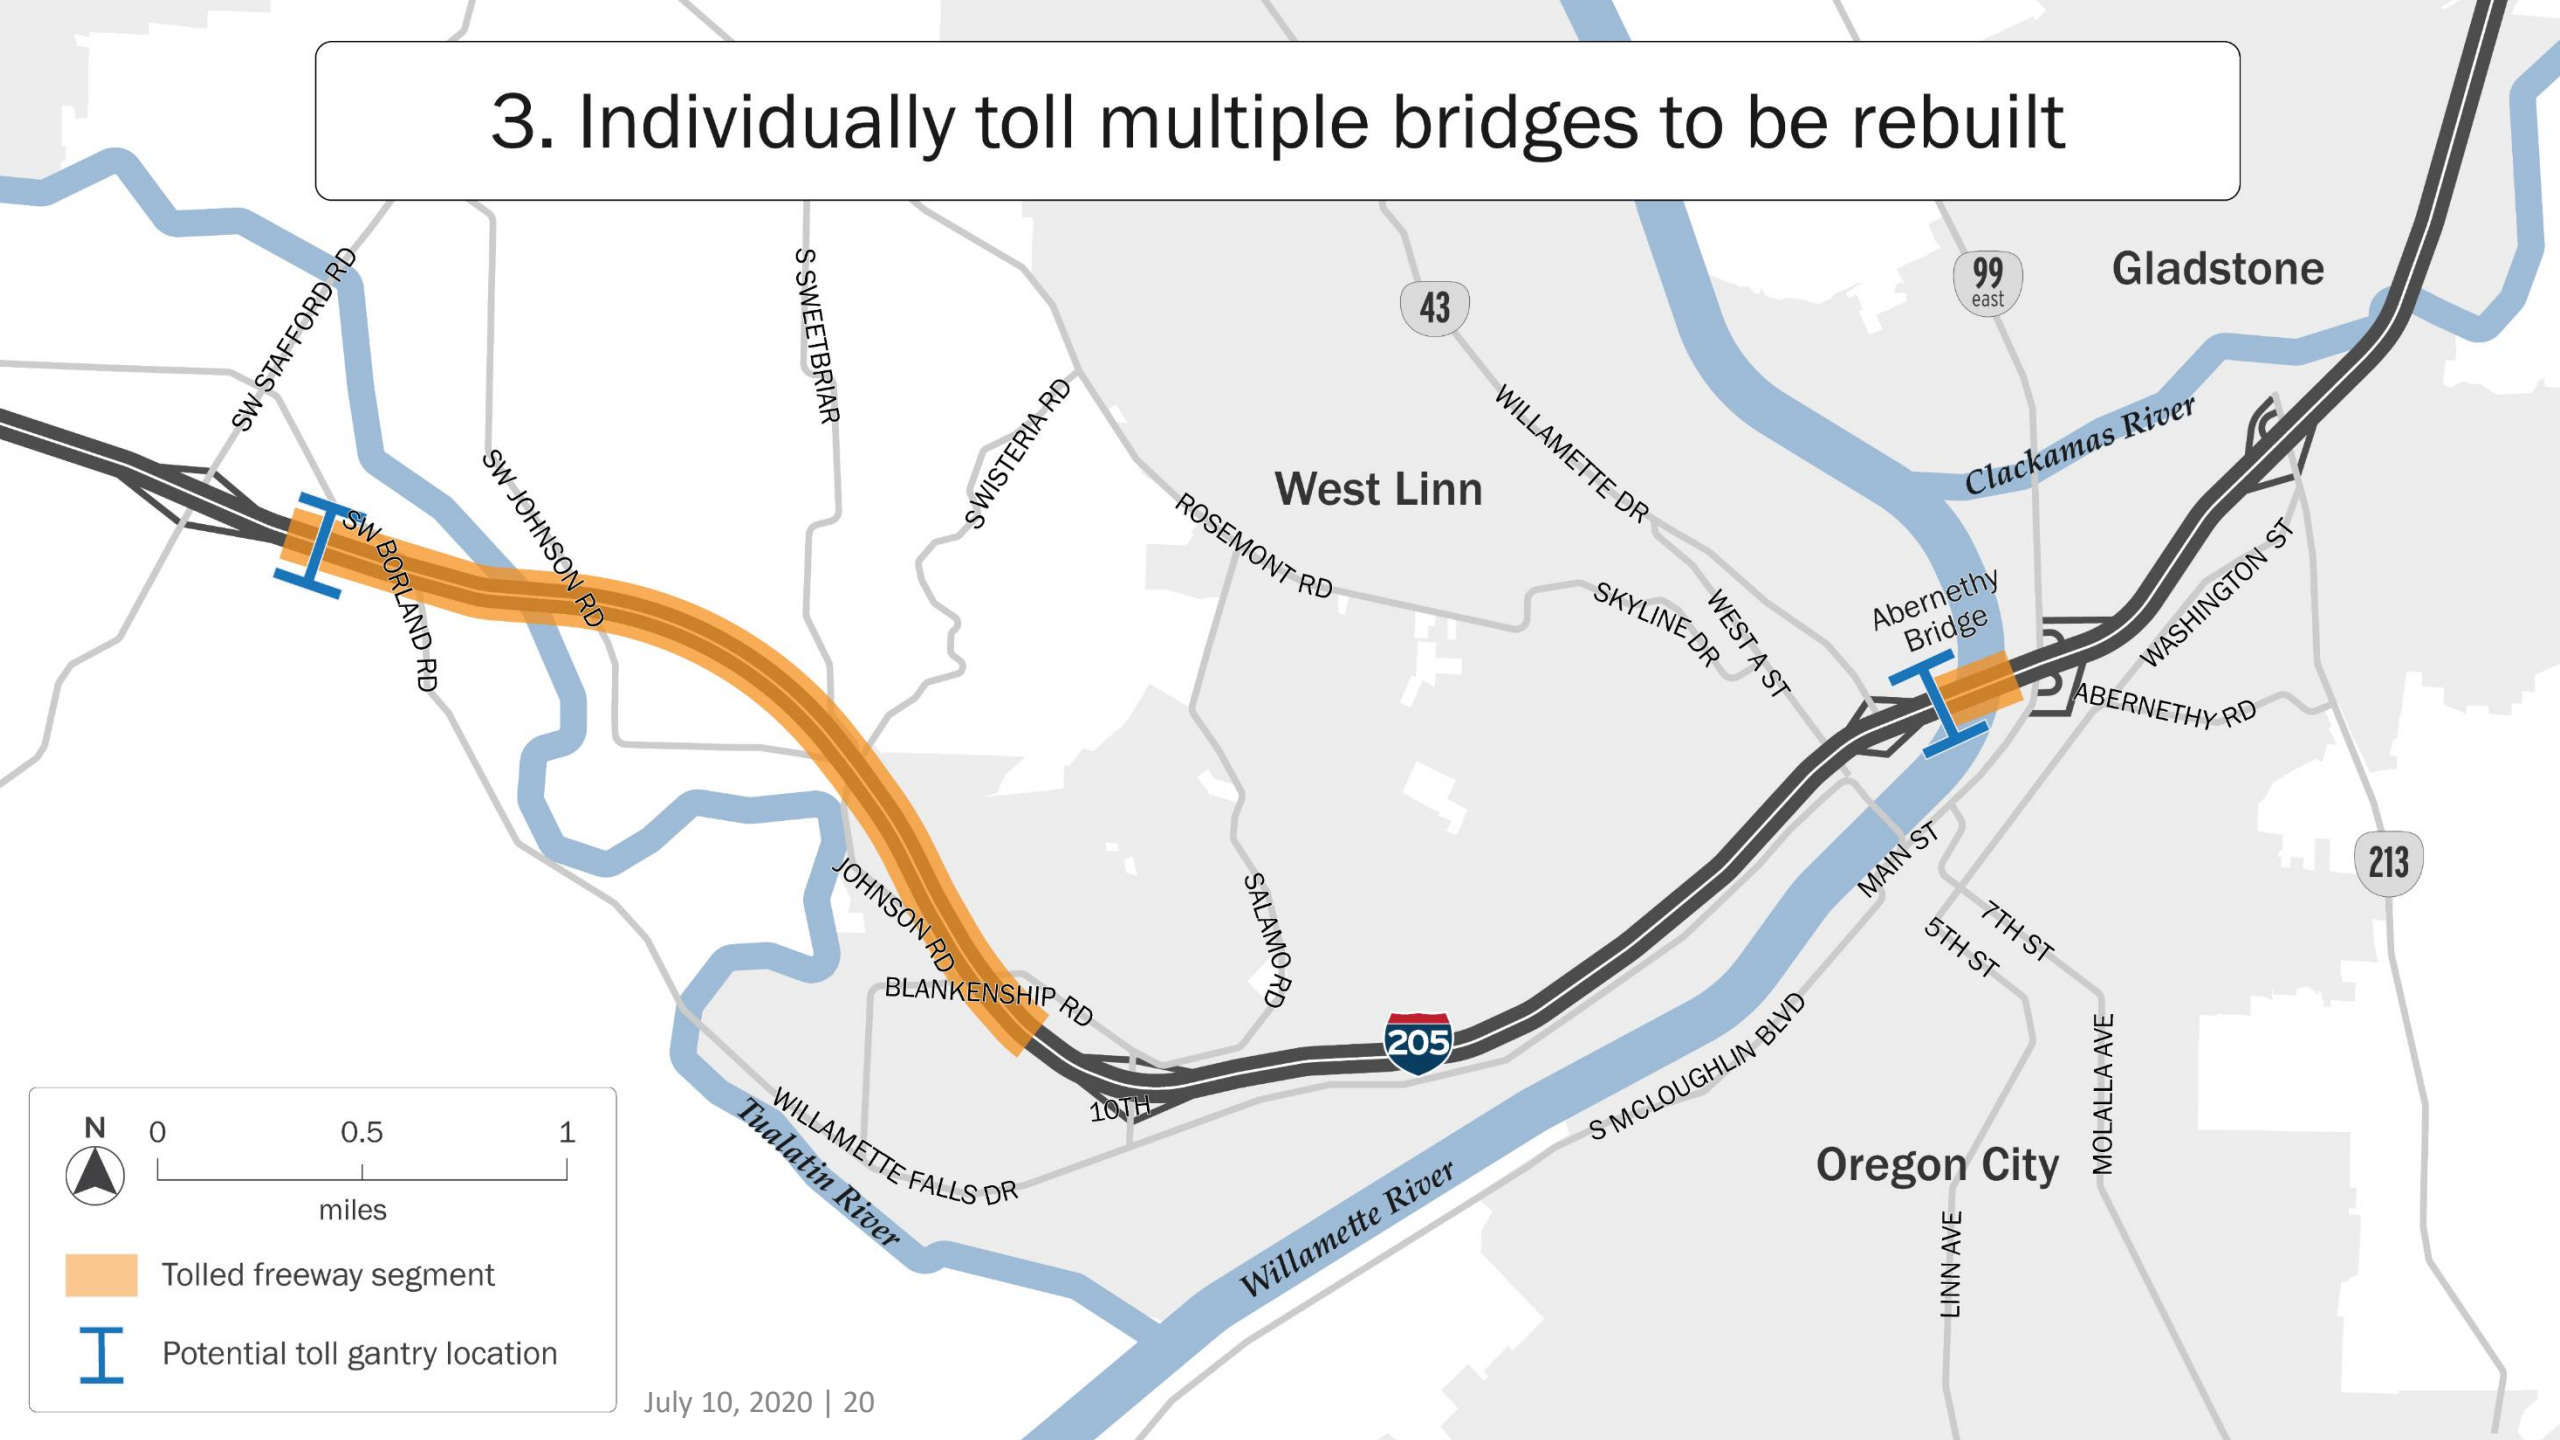 3. Individually toll multiple bridges to be rebuilt
SW STAFFORD RD
S SWEETBRIAR
43
99
east
Gladstone
SW JOHNSON RD
S WISTERIA RD
WILLAMETTE DR
Clackamas River
West Linn
ROSEMONT RD
SW BORLAND RD
SKYLINE DR
WEST A ST
Abernethy
Bridge
WASHINGTON ST
ABERNETHY RD
JOHNSON RD
SALAMO RD
MAIN ST
213
7TH ST
5TH ST
BLANKENSHIP RD
205
S MCLOUGHLIN BLVD
MOLALLA AVE
10TH
WILLAMETTE FALLS DR
Tualatin River
Willamette River
Oregon City
LINN AVE
N
0 0.5 1
miles
Tolled freeway segment
Potential toll gantry location
July 10, 2020 | 20